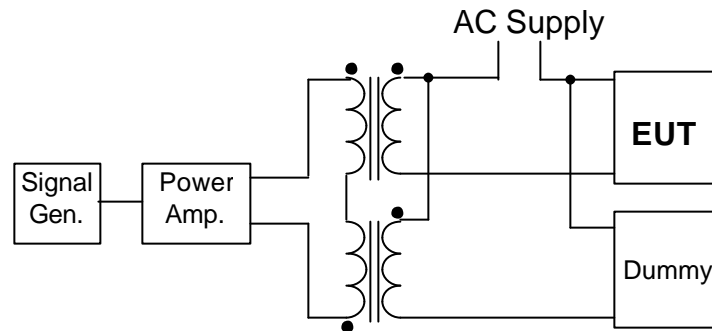 AC Supply
EUT
Signal
Gen.
Power
Amp.
Dummy